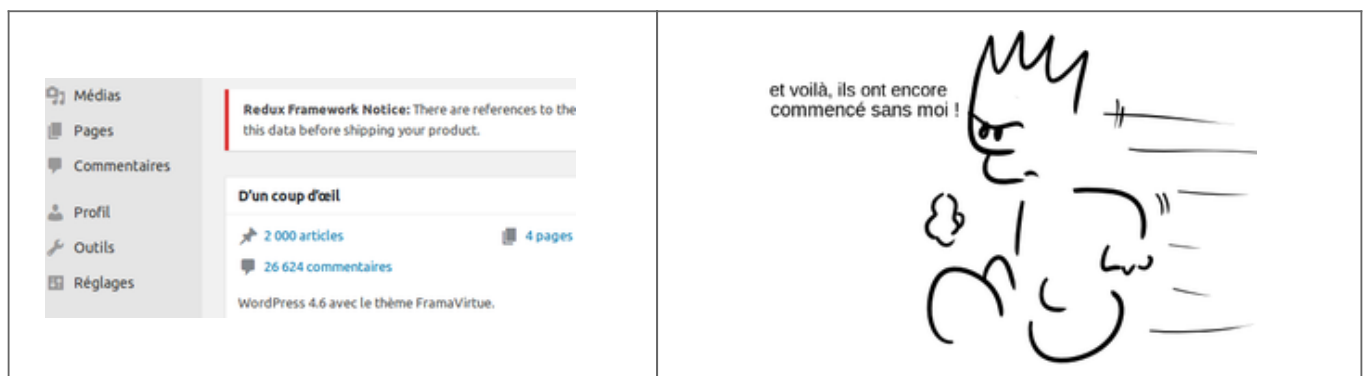 Médias
Pages
Commentaires
Profil
Outils
Réglages
Redux Framework Notice: There are references to the
this data before shipping your product.
D'un coup d'œil
2 000 articles
4 pages
26 624 commentaires
WordPress 4.6 avec le thème FramaVirtue.
et voilà, ils ont encore
commencé sans moi !